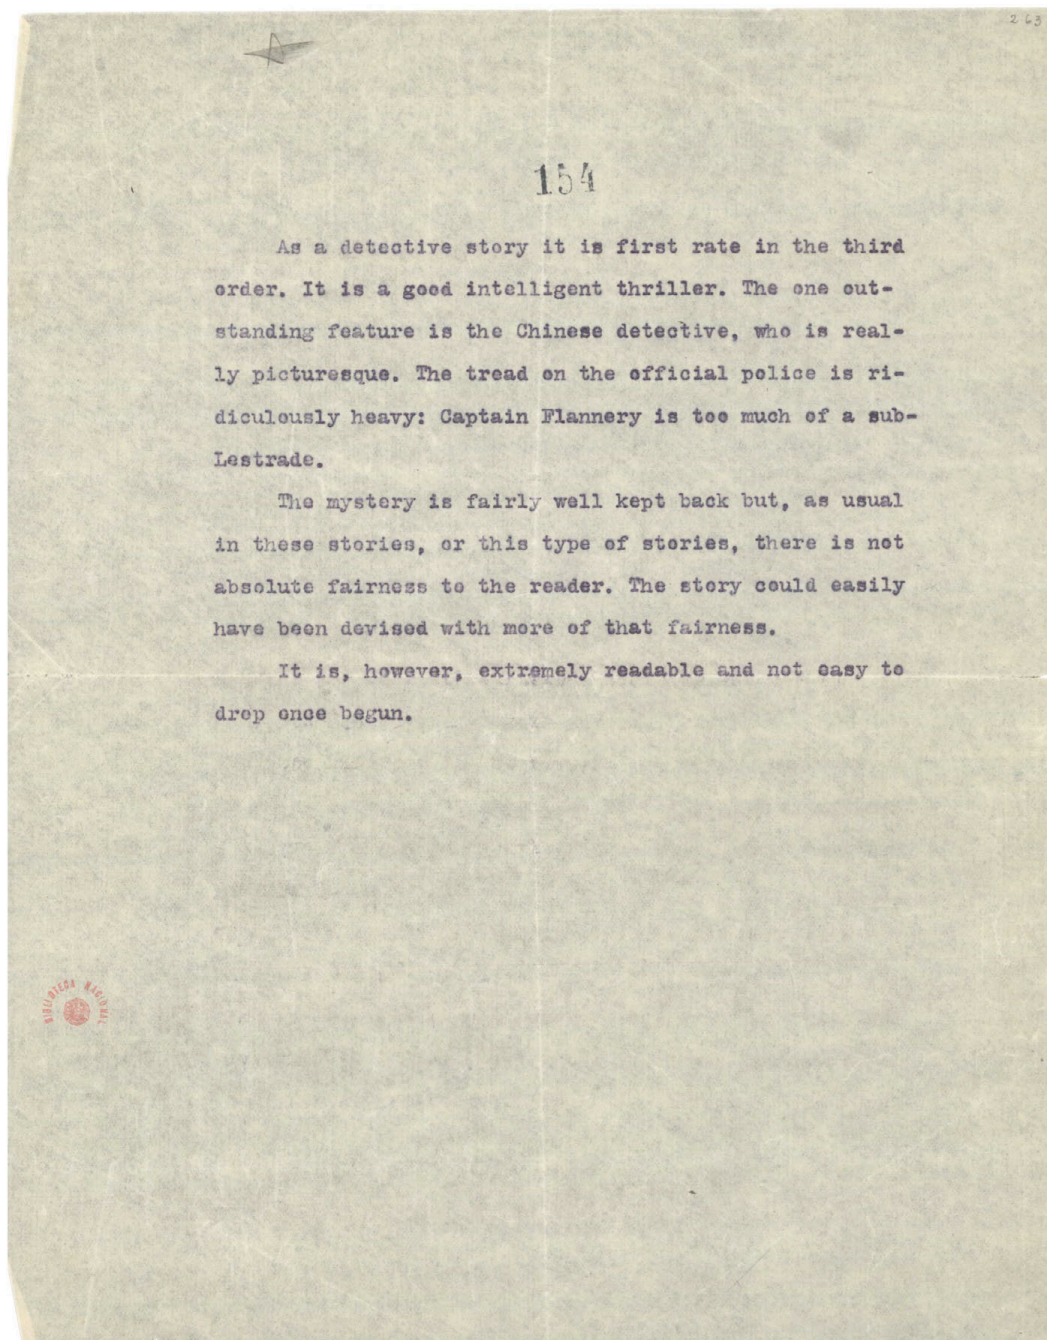 263
154
As a detective story it is first rate in the third
order. It is a good intelligent thriller. The one out-
standing feature is the Chinese detective, who is real-
ly picturesque. The tread on the official police is ri-
diculously heavy: Captain Flannery is too much of a sub-
Lestrade.
The mystery is fairly well kept back but, as usual
in these stories, or this type of stories, there is not
absolute fairness to the reader. The story could easily
have been devised with more of that fairness.
It is, however, extremely readable and not easy to
drop once begun.
BIBLIOTECA NACIONAL